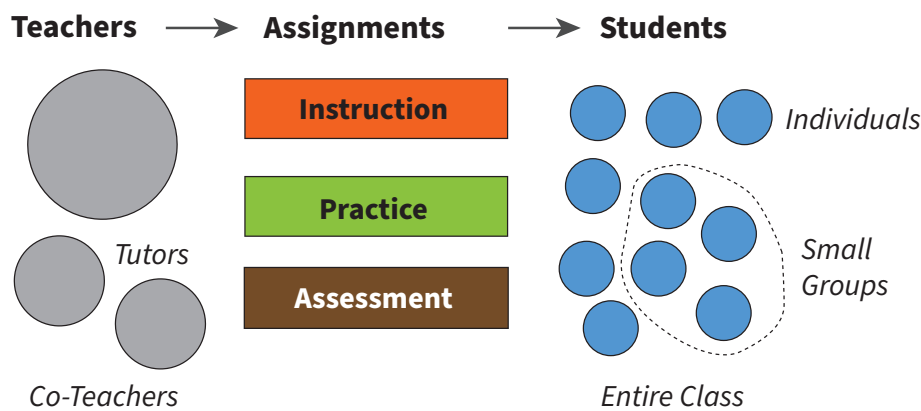 Teachers
Assignments
Students
Instruction
Individuals
Practice
Tutors
Small
Groups
Assessment
Co-Teachers
Entire Class